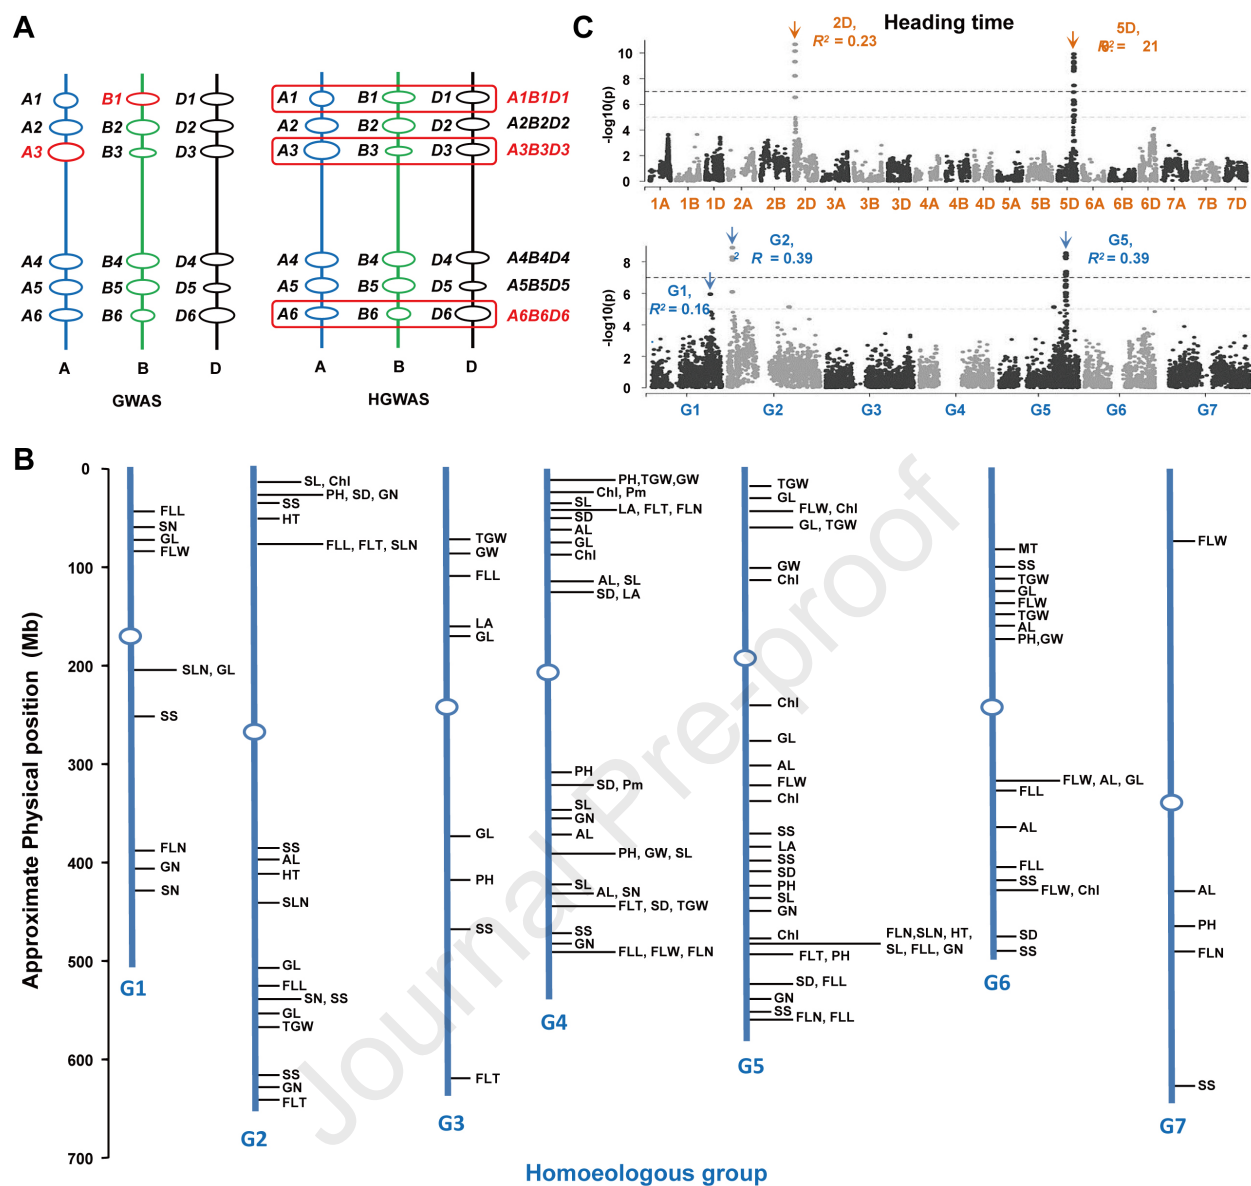 A
A1 B1 D1
A2 B2 D2
A3 B3 D3
A4 B4 D4
A5 B5 D5
A6 B6 D6
A B D
GWAS
A1 B1 D1 A1B1D1
A2 B2 D2 A2B2D2
A3 B3 D3 A3B3D3
A4 B4 D4 A4B4D4
A5 B5 D5 A5B5D5
A6 B6 D6 A6B6D6
A B D
HGWAS
C
Heading time
2D,
R² = 0.23
5D,
= 21
-log10(p)
10
8
6
4
2
0
1A 1B 1D 2A 2B 2D 3A 3B 3D 4A 4B 4D 5A 5B 5D 6A 6B 6D 7A 7B 7D
G2,
2 R = 0.39
G5,
R² = 0.39
G1,
R² = 0.16
-log10(p)
8
6
4
2
0
G1 G2 G3 G4 G5 G6 G7
B
Approximate Physical position (Mb)
0
100
200
300
400
500
600
700
FLL
SN
GL
FLW
SLN, GL
SS
FLN
GN
SN
G1
SL, Chl
PH, SD, GN
SS
HT
FLL, FLT, SLN
SS
AL
HT
SLN
GL
FLL
SN, SS
GL
TGW
SS
GN
FLT
G2
TGW
GW
FLL
LA
GL
GL
PH
SS
FLT
G3
PH,TGW,GW
Chl, Pm
SL
LA, FLT, FLN
SD
AL
GL
Chl
AL, SL
SD, LA
PH
SD, Pm
SL
GN
AL
PH, GW, SL
SL
AL, SN
FLT, SD, TGW
SS
GN
FLL, FLW, FLN
G4
TGW
GL
FLW, Chl
GL, TGW
GW
Chl
Chl
GL
AL
FLW
Chl
SS
LA
SS
SD
PH
SL
GN
Chl
FLN,SLN, HT,
SL, FLL, GN
FLT, PH
SD, FLL
GN
SS
FLN, FLL
G5
MT
SS
TGW
GL
FLW
TGW
AL
PH,GW
FLW, AL, GL
FLL
AL
FLL
SS
FLW, Chl
SD
SS
G6
FLW
AL
PH
FLN
SS
G7
Homoeologous group
Journal Pre-proof